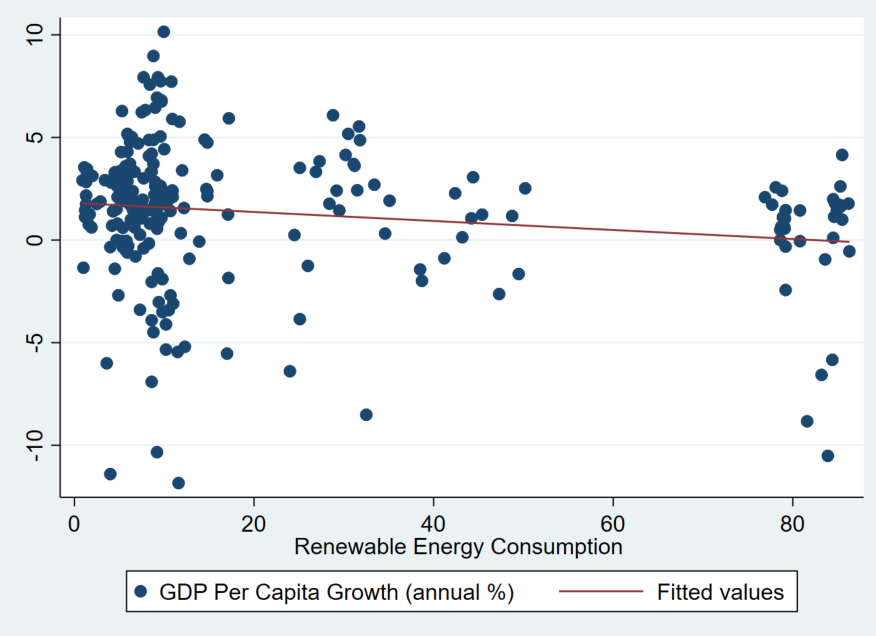 10
5
0
-5
-10
0 20 40 60 80
Renewable Energy Consumption
GDP Per Capita Growth (annual %) Fitted values